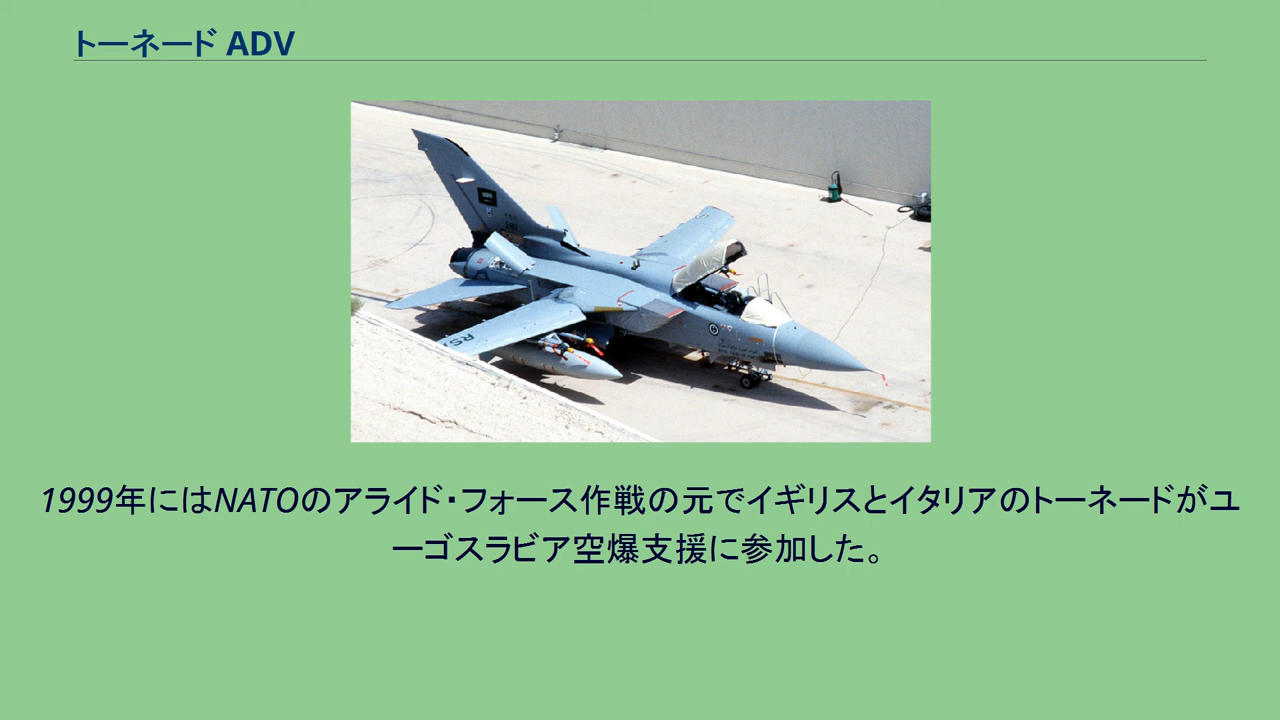 トーネード ADV
1999年にはNATOのアライド・フォース作戦の元でイギリスとイタリアのトーネードがユ
ーゴスラビア空爆支援に参加した。
RS